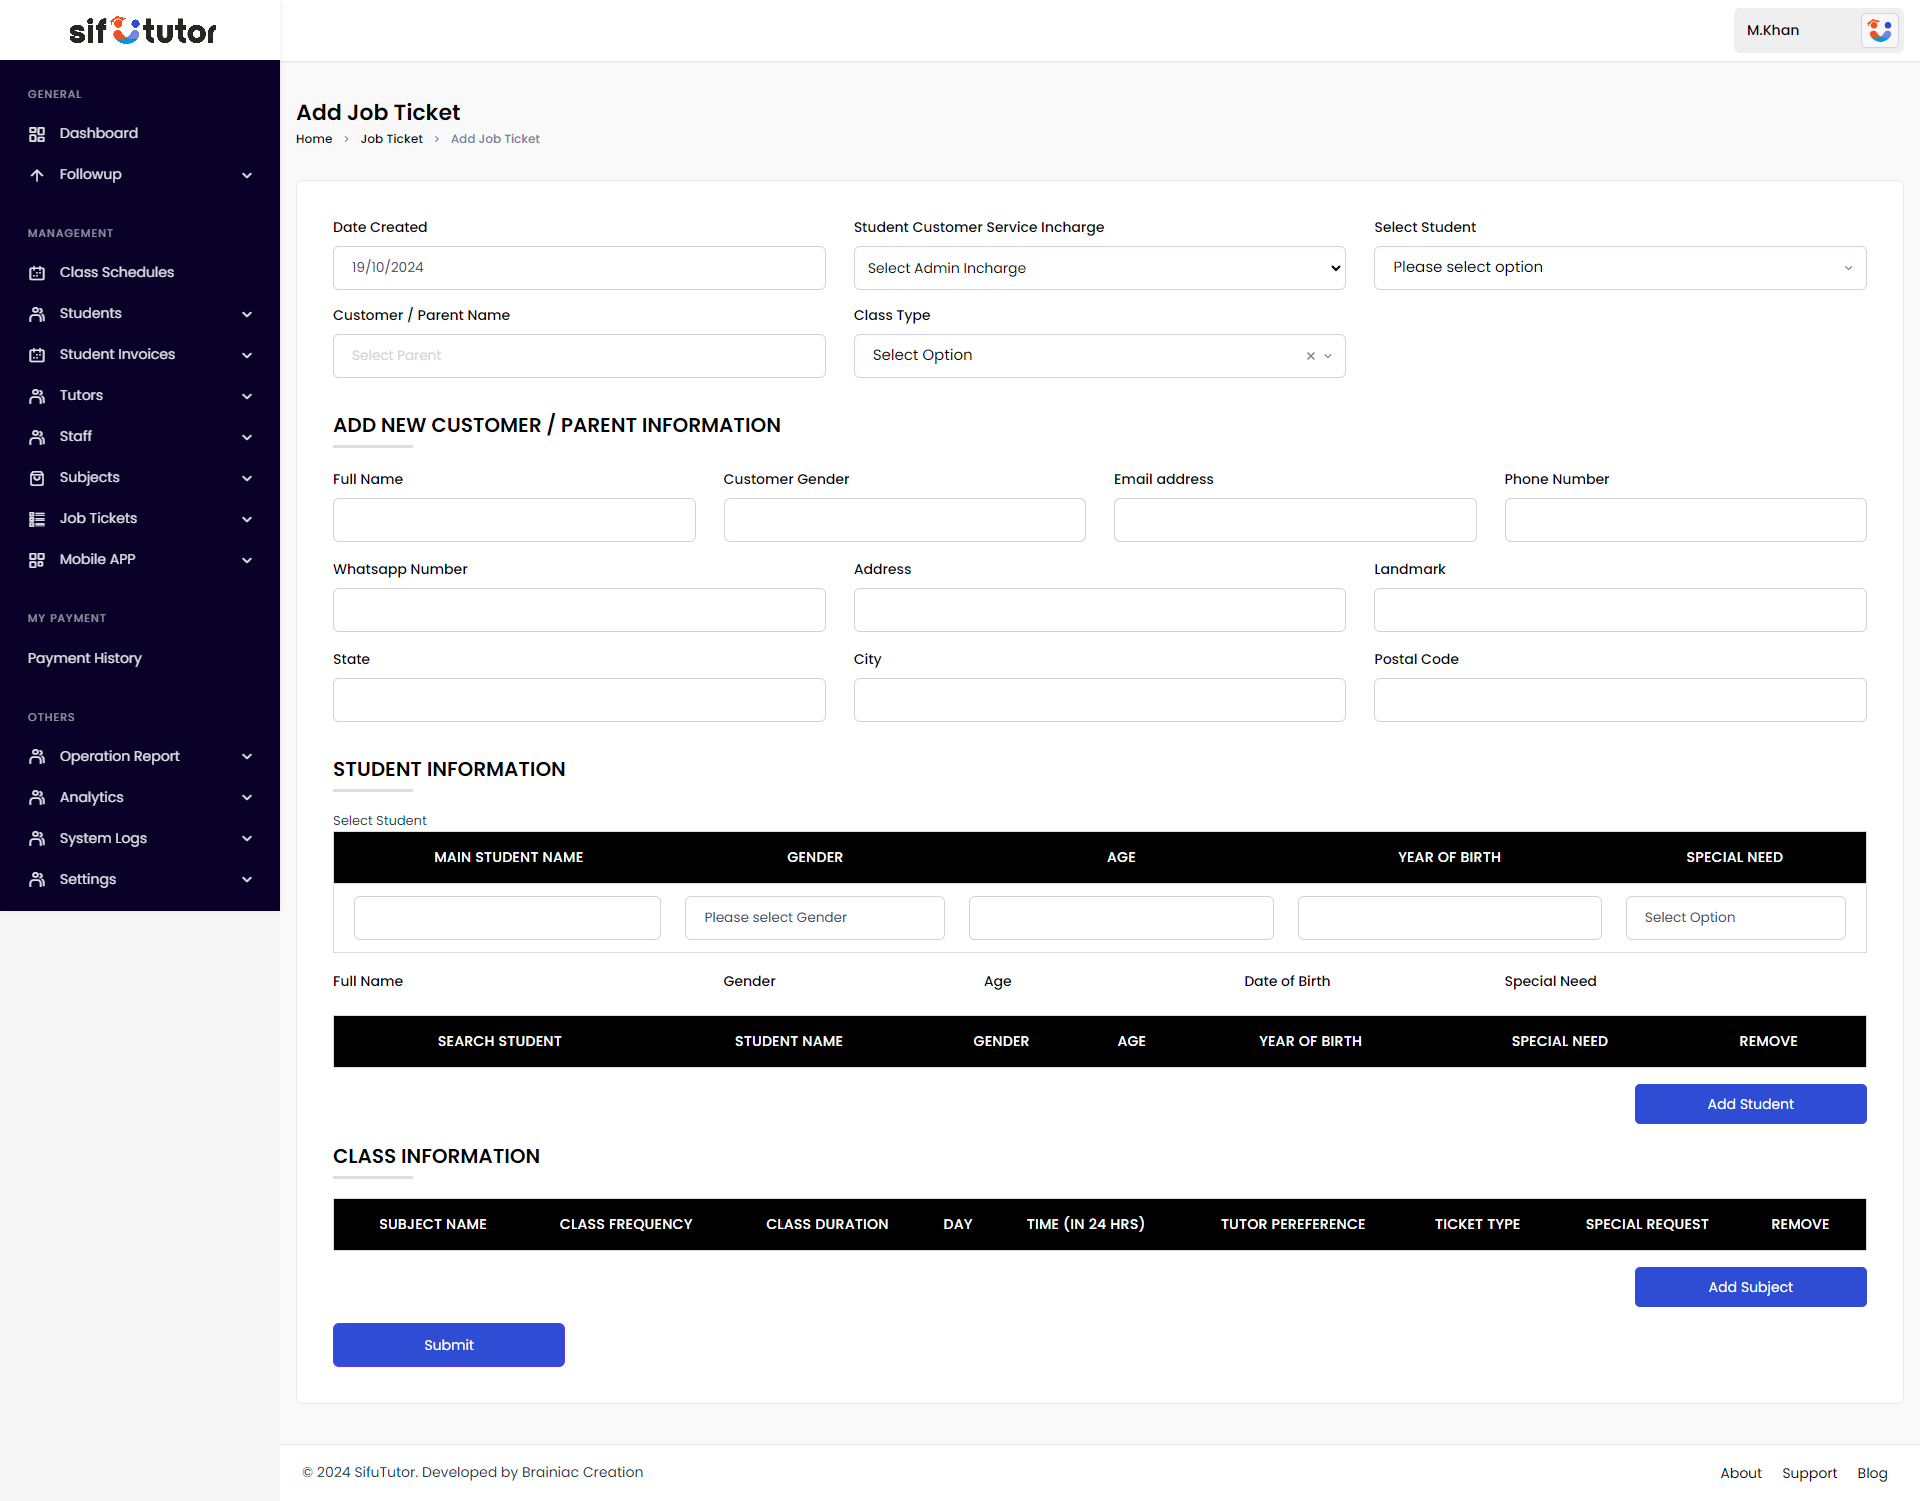 sifututor
M.Khan
GENERAL
Dashboard
Followup
MANAGEMENT
Class Schedules
Students
Student Invoices
Tutors
Staff
Subjects
Job Tickets
Mobile APP
MY PAYMENT
Payment History
OTHERS
Operation Report
Analytics
System Logs
Settings
Add Job Ticket
Home > Job Ticket > Add Job Ticket
Date Created Student Customer Service Incharge Select Student
19/10/2024 Select Admin Incharge Please select option
Customer / Parent Name Class Type
Select Parent Select Option ×
ADD NEW CUSTOMER / PARENT INFORMATION
Full Name Customer Gender Email address Phone Number
Whatsapp Number Address Landmark
State City Postal Code
STUDENT INFORMATION
Select Student
MAIN STUDENT NAME GENDER AGE YEAR OF BIRTH SPECIAL NEED
Please select Gender Select Option
Full Name Gender Age Date of Birth Special Need
SEARCH STUDENT STUDENT NAME GENDER AGE YEAR OF BIRTH SPECIAL NEED REMOVE
Add Student
CLASS INFORMATION
SUBJECT NAME CLASS FREQUENCY CLASS DURATION DAY TIME (IN 24 HRS) TUTOR PEREFERENCE TICKET TYPE SPECIAL REQUEST REMOVE
Add Subject
Submit
© 2024 SifuTutor. Developed by Brainiac Creation
About Support Blog